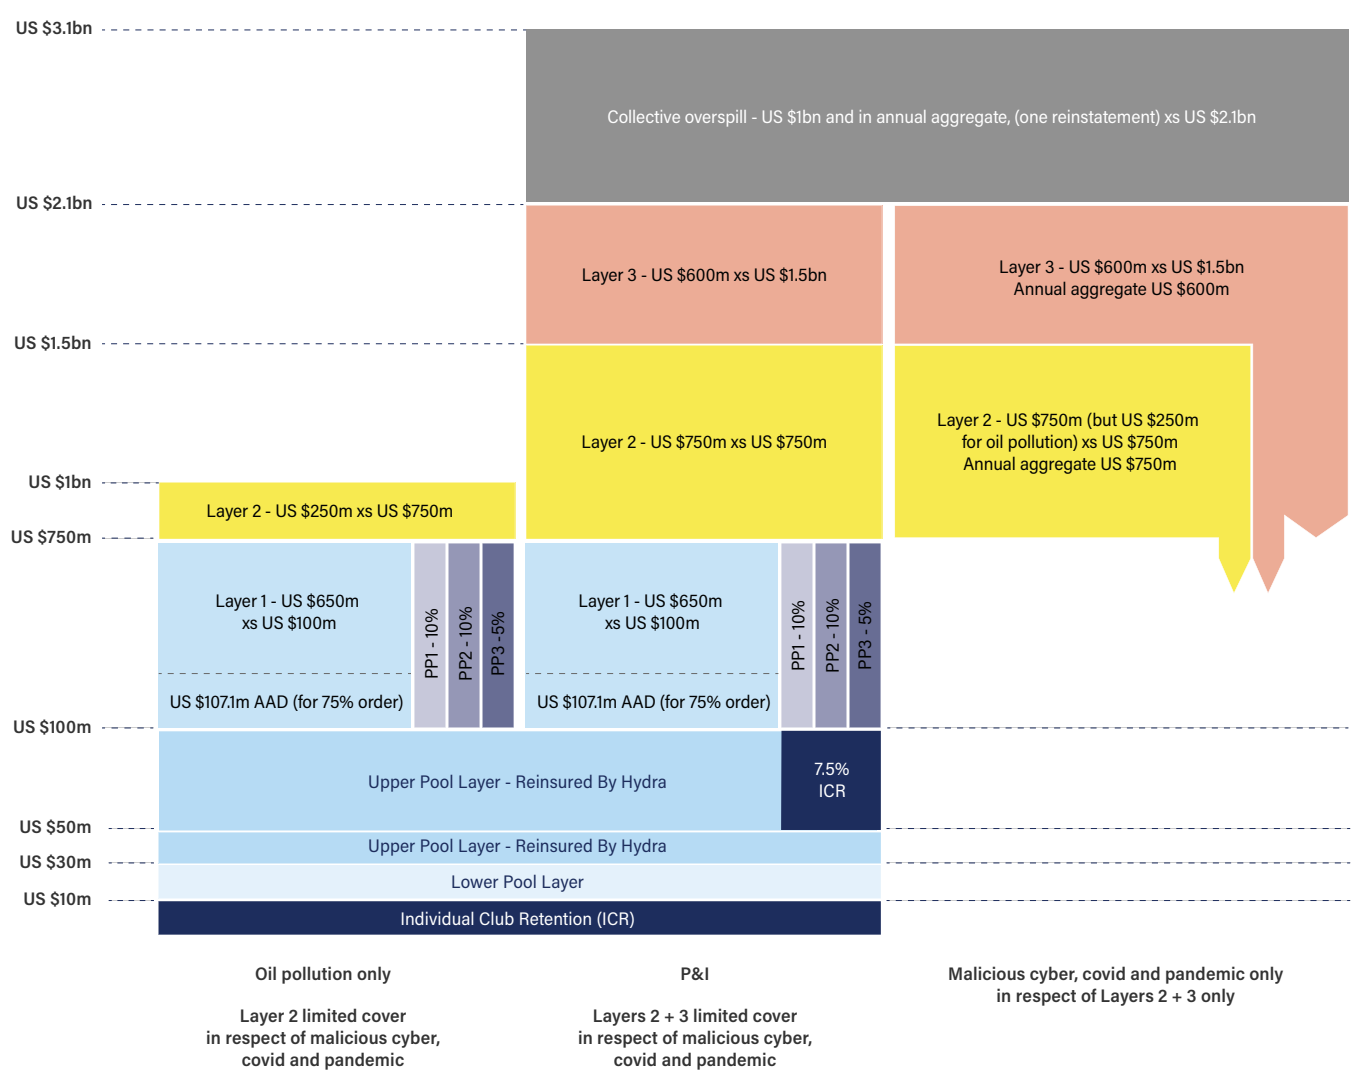 US $3.1bn
Collective overspill - US $1bn and in annual aggregate, (one reinstatement) xs US $2.1bn
US $2.1bn
Layer 3 - US $600m xs US $1.5bn
Layer 3 - US $600m xs US $1.5bn
Annual aggregate US $600m
US $1.5bn
Layer 2 - US $750m xs US $750m
Layer 2 - US $750m (but US $250m
for oil pollution) xs US $750m
Annual aggregate US $750m
US $1bn
Layer 2 - US $250m xs US $750m
US $750m
Layer 1 - US $650m
xs US $100m
US $107.1m AAD (for 75% order)
PP1 - 10%
PP2 - 10%
PP3 -5%
Layer 1 - US $650m
xs US $100m
US $107.1m AAD (for 75% order)
PP1 - 10%
PP2 - 10%
PP3 - 5%
US $100m
Upper Pool Layer - Reinsured By Hydra
7.5%
ICR
US $50m
Upper Pool Layer - Reinsured By Hydra
US $30m
Lower Pool Layer
US $10m
Individual Club Retention (ICR)
Oil pollution only
Layer 2 limited cover
in respect of malicious cyber,
covid and pandemic
P&I
Layers 2 + 3 limited cover
in respect of malicious cyber,
covid and pandemic
Malicious cyber, covid and pandemic only
in respect of Layers 2 + 3 only